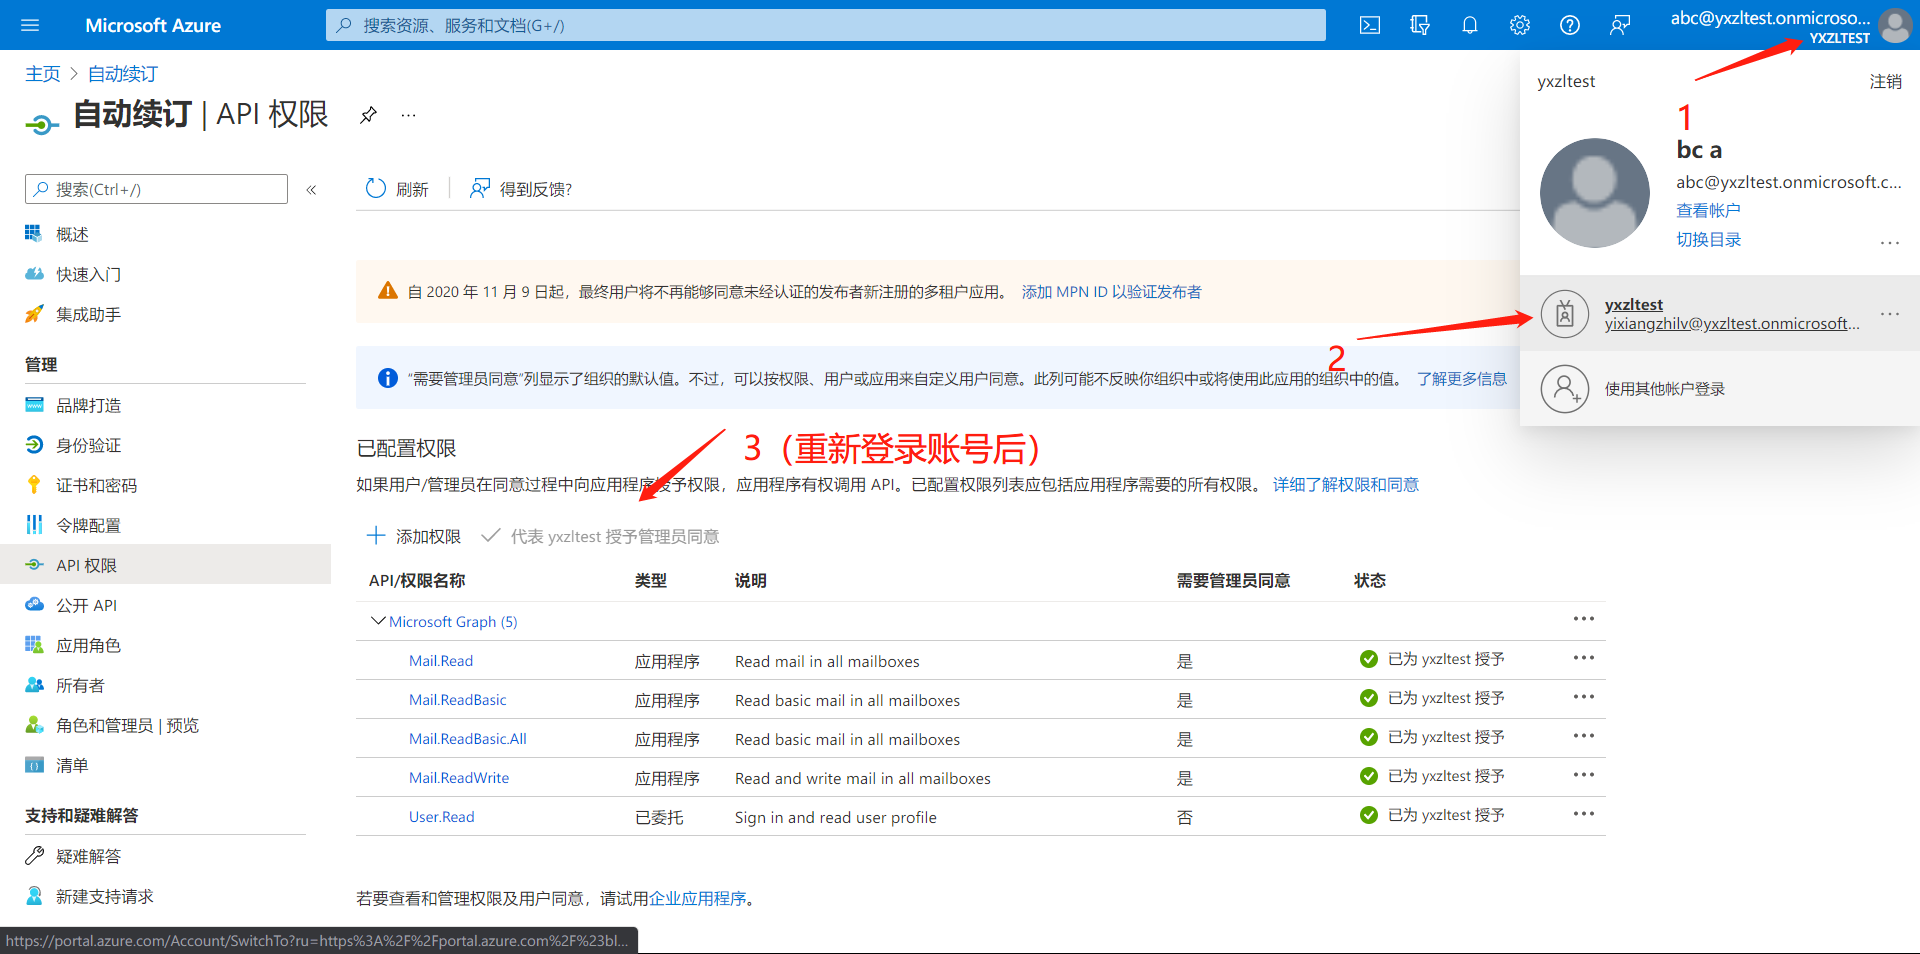 Microsoft Azure
搜索资源、服务和文档(G+/)
abc@yxzltest.onmicroso...
YXZLTEST
主页 > 自动续订
自动续订 | API 权限
...
yxzltest
注销
1
bc a
abc@yxzltest.onmicrosoft.c...
查看帐户
切换目录
...
yxzltest
yixiangzhilv@yxzltest.onmicrosoft...
...
使用其他帐户登录
2
搜索(Ctrl+/)
«
刷新
得到反馈?
概述
快速入门
集成助手
管理
品牌打造
身份验证
证书和密码
令牌配置
API 权限
公开 API
应用角色
所有者
角色和管理员 | 预览
清单
支持和疑难解答
疑难解答
新建支持请求
自 2020 年 11 月 9 日起，最终用户将不再能够同意未经认证的发布者新注册的多租户应用。 添加 MPN ID 以验证发布者
“需要管理员同意”列显示了组织的默认值。不过，可以按权限、用户或应用来自定义用户同意。此列可能不反映你组织中或将使用此应用的组织中的值。 了解更多信息
3（重新登录账号后）
已配置权限
如果用户/管理员在同意过程中向应用程序授予权限，应用程序有权调用 API。已配置权限列表应包括应用程序需要的所有权限。 详细了解权限和同意
添加权限 代表 yxzltest 授予管理员同意
API/权限名称 类型 说明 需要管理员同意 状态
Microsoft Graph (5) ...
Mail.Read 应用程序 Read mail in all mailboxes 是 已为 yxzltest 授予 ...
Mail.ReadBasic 应用程序 Read basic mail in all mailboxes 是 已为 yxzltest 授予 ...
Mail.ReadBasic.All 应用程序 Read basic mail in all mailboxes 是 已为 yxzltest 授予 ...
Mail.ReadWrite 应用程序 Read and write mail in all mailboxes 是 已为 yxzltest 授予 ...
User.Read 已委托 Sign in and read user profile 否 已为 yxzltest 授予 ...
若要查看和管理权限及用户同意，请试用企业应用程序。
https://portal.azure.com/Account/SwitchTo?ru=https%3A%2F%2Fportal.azure.com%2F%23bl...